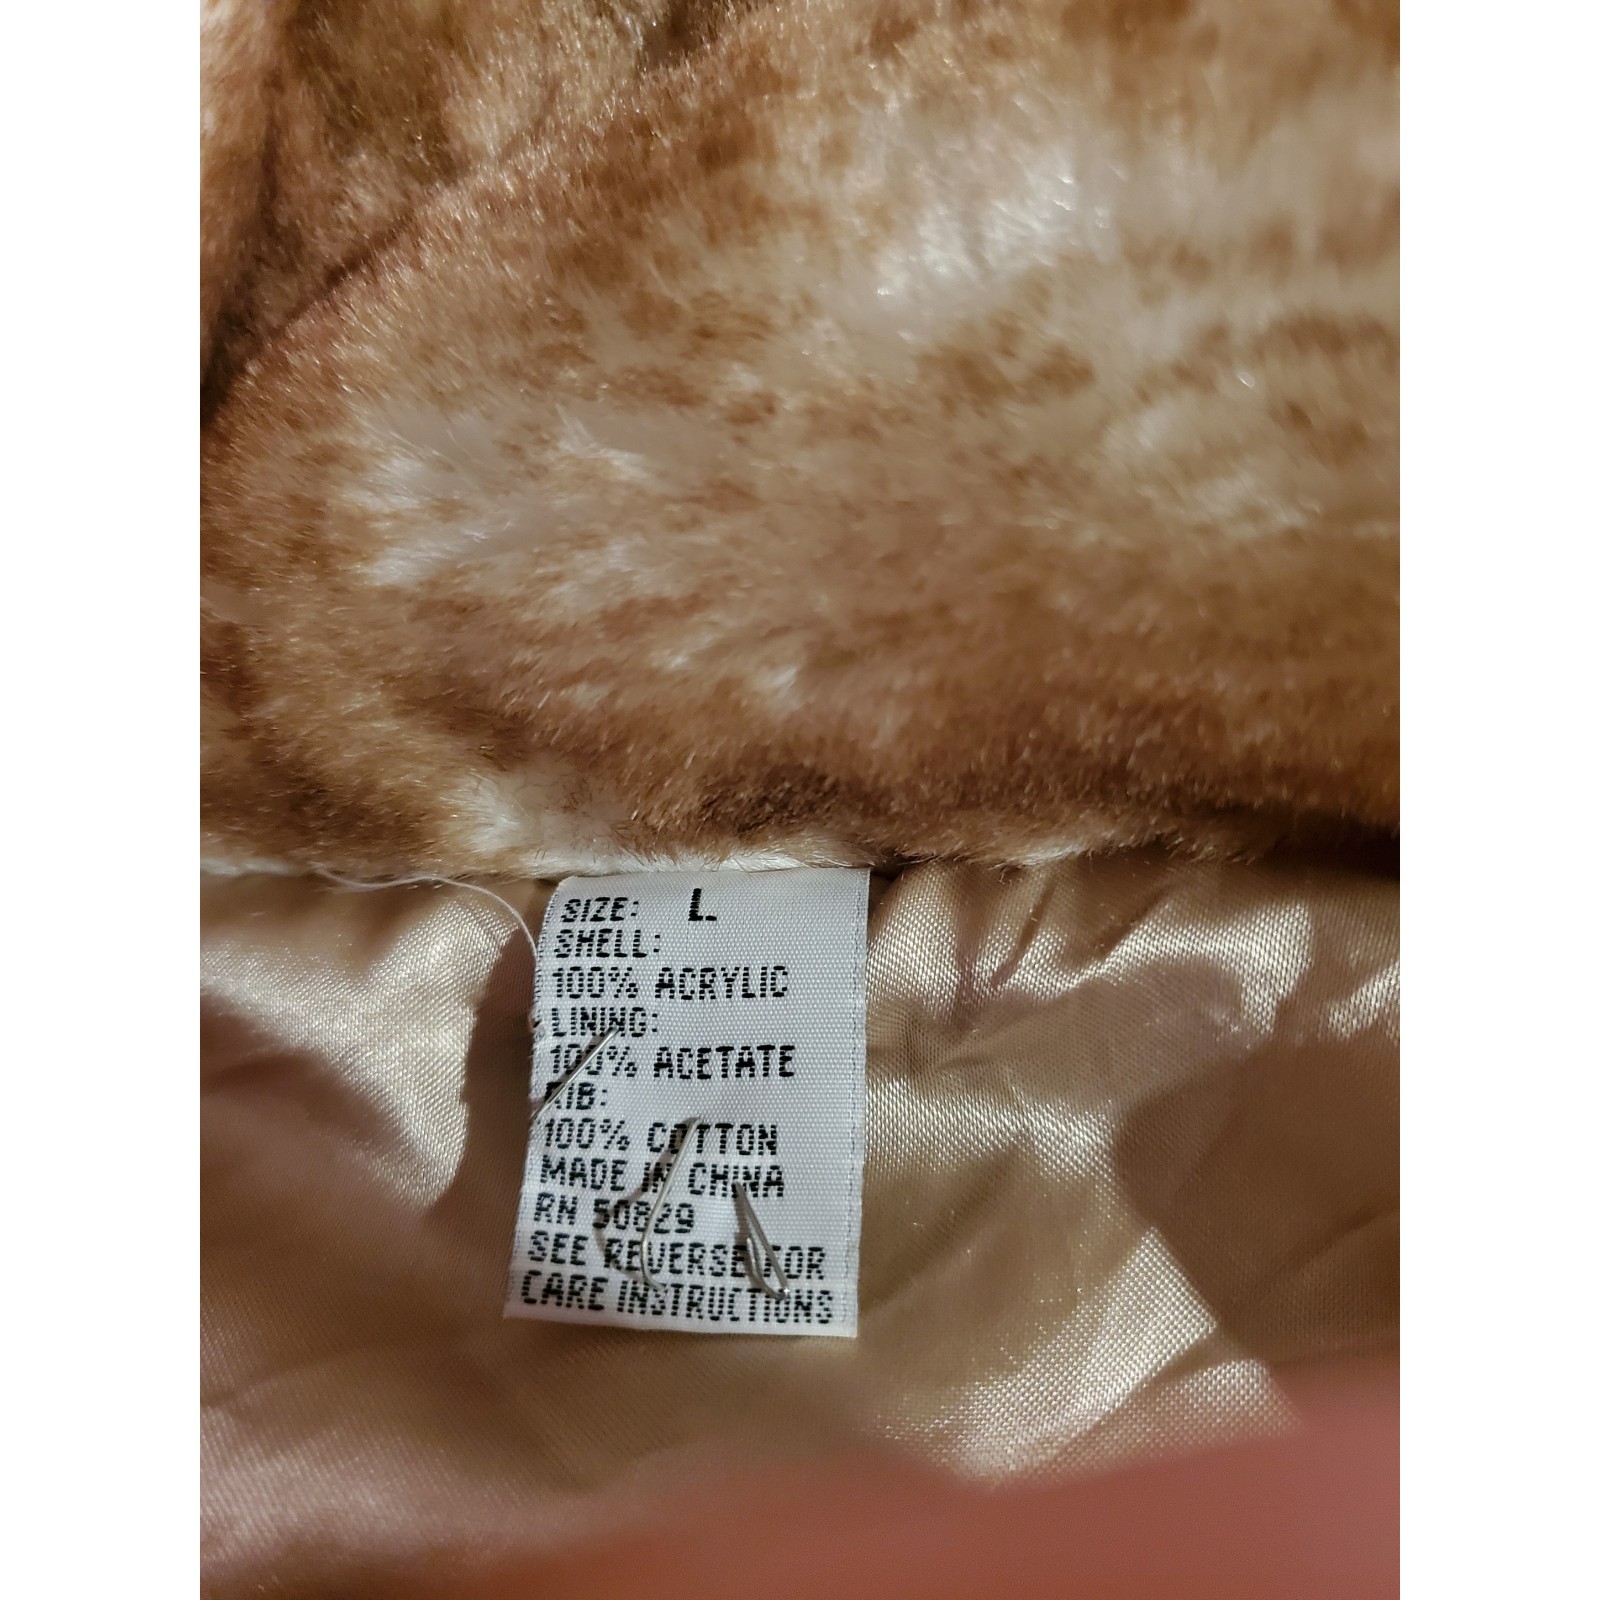 SIZE: L
SHELL:
100% ACRYLIC
LINING:
100% ACETATE
RIB:
100% COTTON
MADE IN CHINA
RN 50829
SEE REVERSE FOR
CARE INSTRUCTIONS